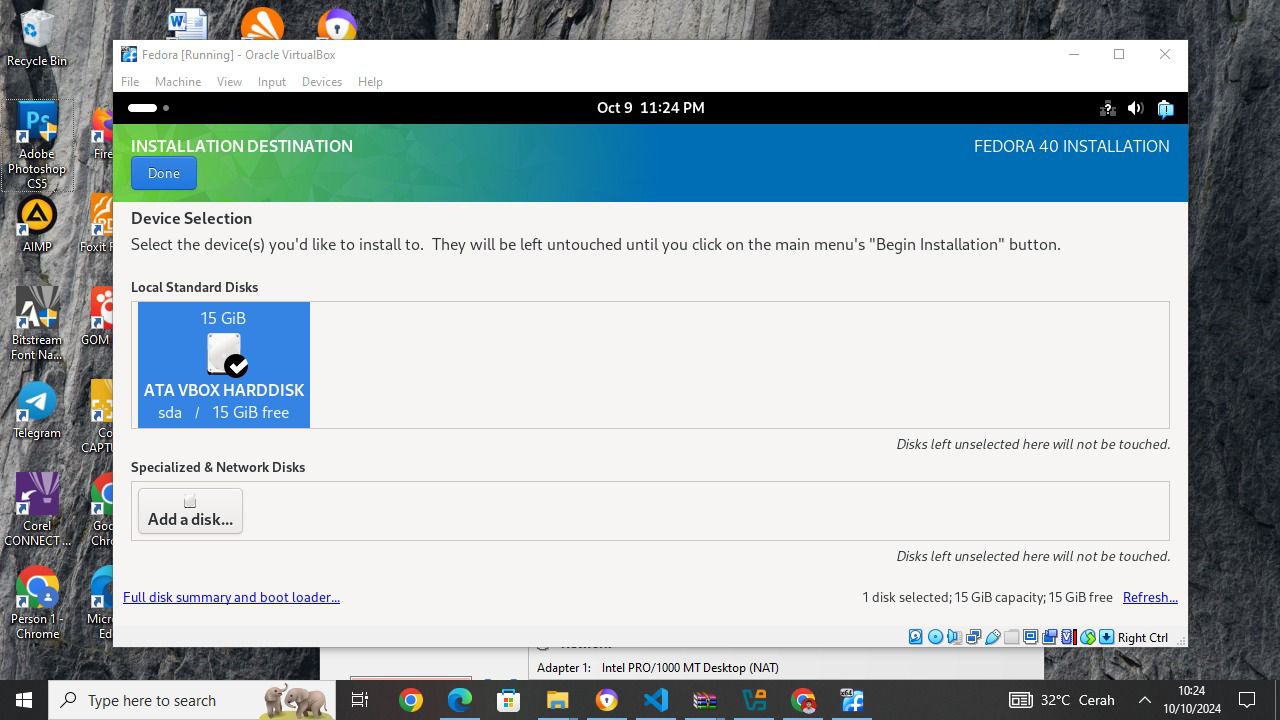 Recycle Bin
Adobe
Photoshop
CS5
Fire
AIMP
Foxit
Bitstream
Font Na...
GOM
Telegram
Co
CAPTU
Corel
CONNECT ...
Goo
Chro
Person 1 -
Chrome
Micro
Ed
Fedora [Running] - Oracle VirtualBox
File Machine View Input Devices Help
Oct 9 11:24 PM
INSTALLATION DESTINATION
FEDORA 40 INSTALLATION
Done
Device Selection
Select the device(s) you'd like to install to. They will be left untouched until you click on the main menu's "Begin Installation" button.
Local Standard Disks
15 GiB
ATA VBOX HARDDISK
sda / 15 GiB free
Disks left unselected here will not be touched.
Specialized & Network Disks
Add a disk...
Disks left unselected here will not be touched.
Full disk summary and boot loader...
1 disk selected; 15 GiB capacity; 15 GiB free Refresh...
Right Ctrl
Adapter 1: Intel PRO/1000 MT Desktop (NAT)
Type here to search
32°C Cerah
10:24
10/10/2024